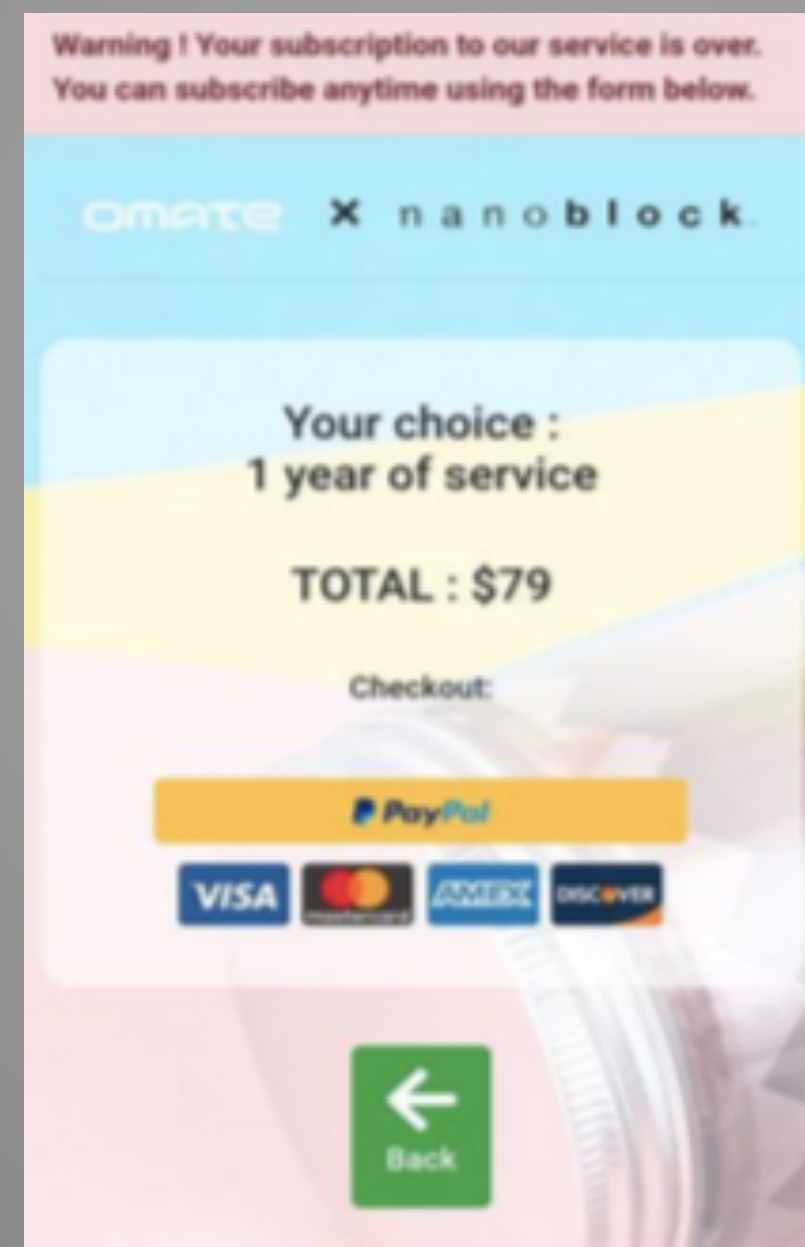 Warning ! Your subscription to our service is over.
You can subscribe anytime using the form below.
omate X nanoblock.
Your choice :
1 year of service
TOTAL : $79
Checkout:
PayPal
VISA
mastercard
AMEX
DISCOVER
Back